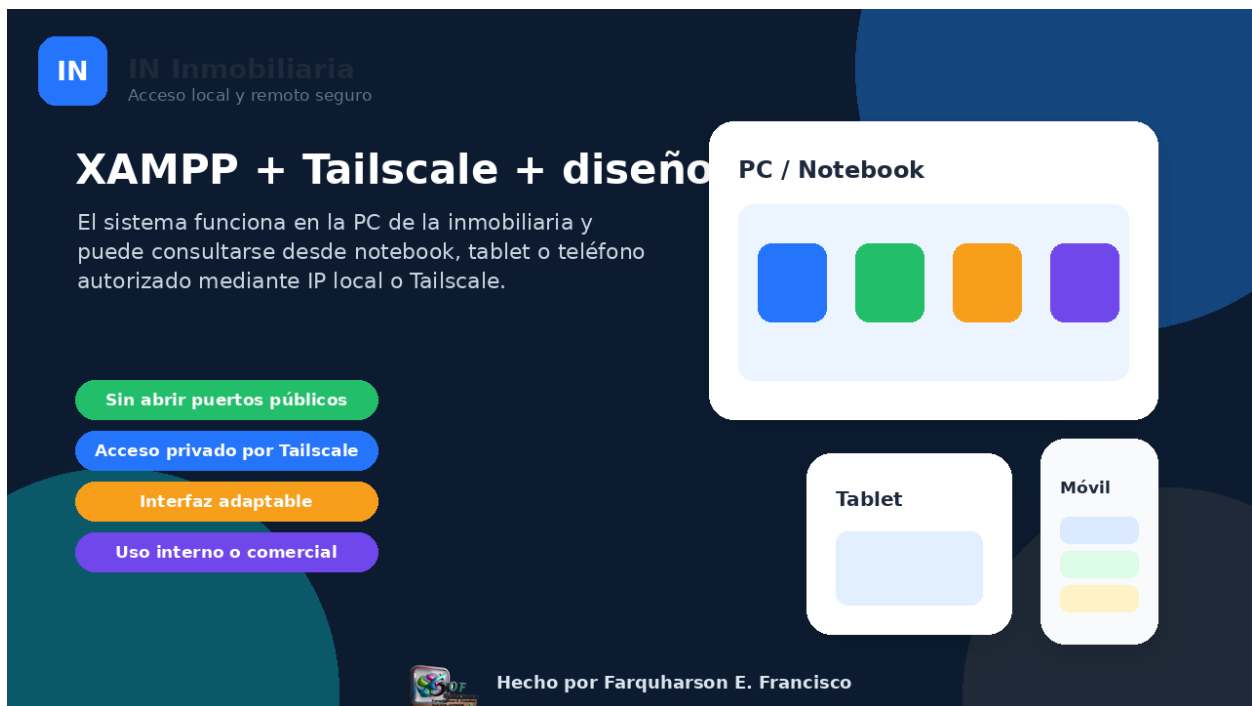 IN
IN Inmobiliaria
Acceso local y remoto seguro
XAMPP + Tailscale + diseño
El sistema funciona en la PC de la inmobiliaria y
puede consultarse desde notebook, tablet o teléfono
autorizado mediante IP local o Tailscale.
Sin abrir puertos públicos
Acceso privado por Tailscale
Interfaz adaptable
Uso interno o comercial
PC / Notebook
Tablet
Móvil
Hecho por Farquharson E. Francisco